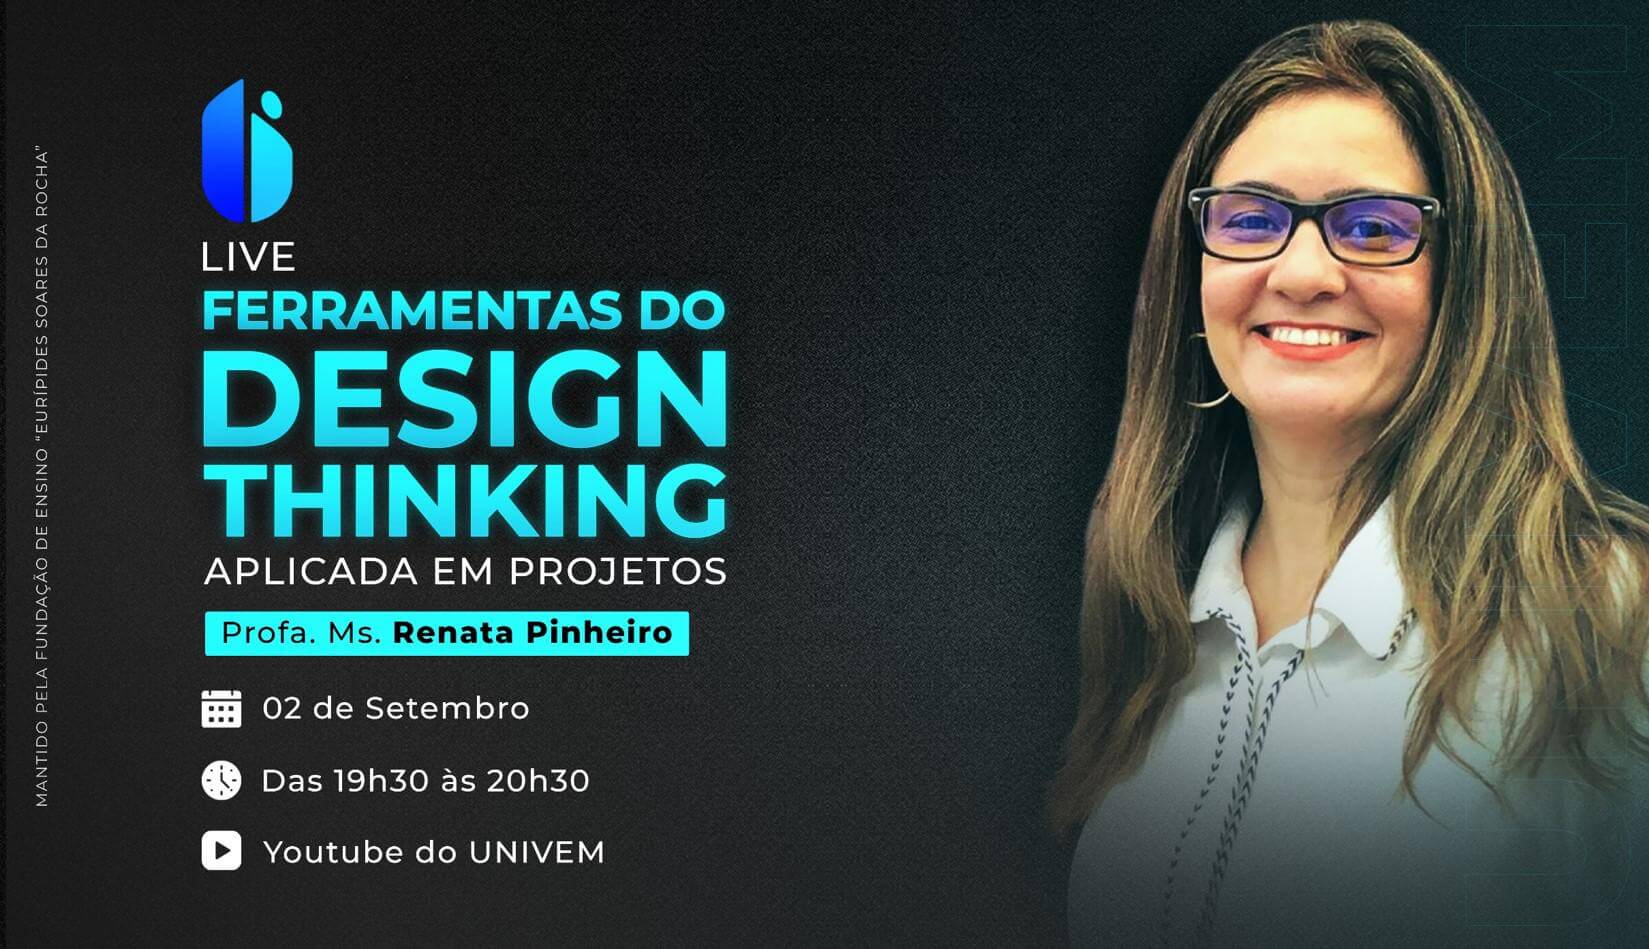 MANTIDO PELA FUNDAÇÃO DE ENSINO “EURÍPIDES SOARES DA ROCHA”
LIVE
FERRAMENTAS DO
DESIGN
THINKING
APLICADA EM PROJETOS
Profa. Ms. Renata Pinheiro
02 de Setembro
Das 19h30 às 20h30
Youtube do UNIVEM